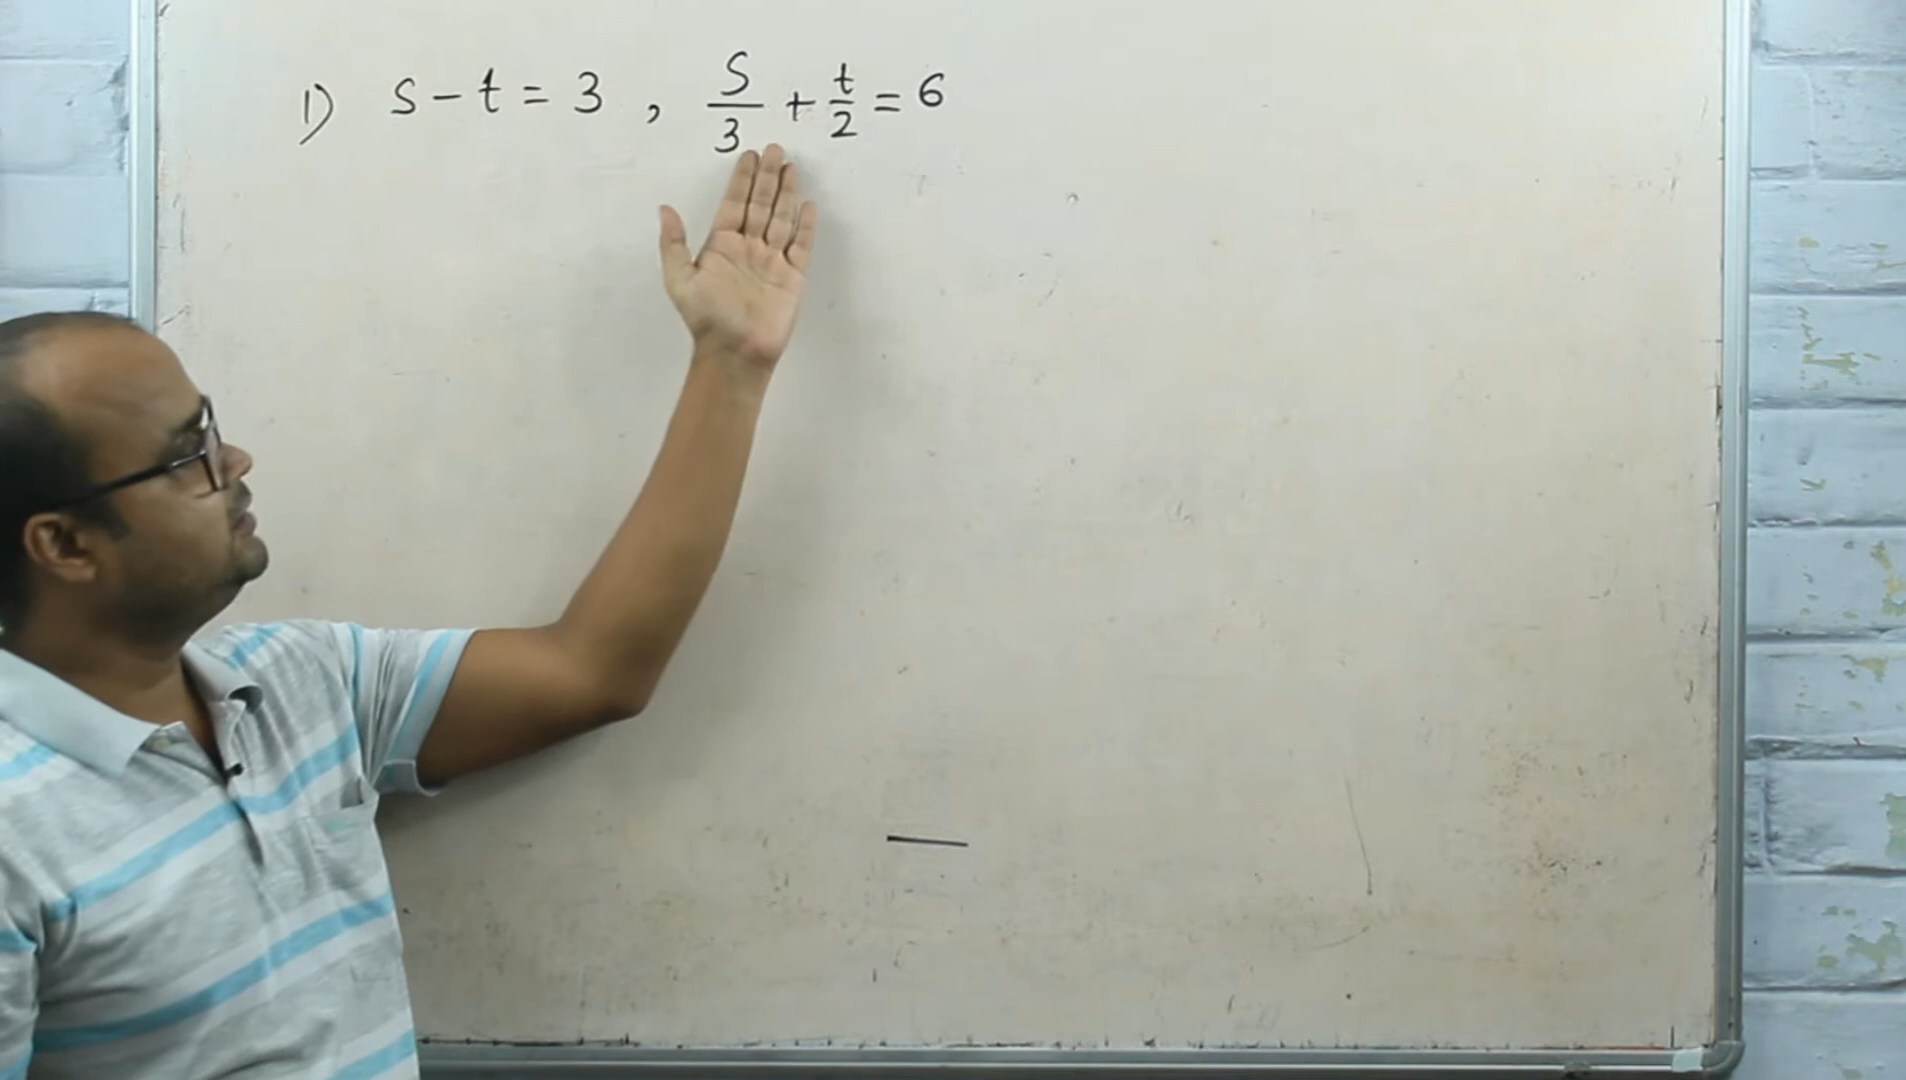 1) S - t = 3 , S/3 + t/2 = 6